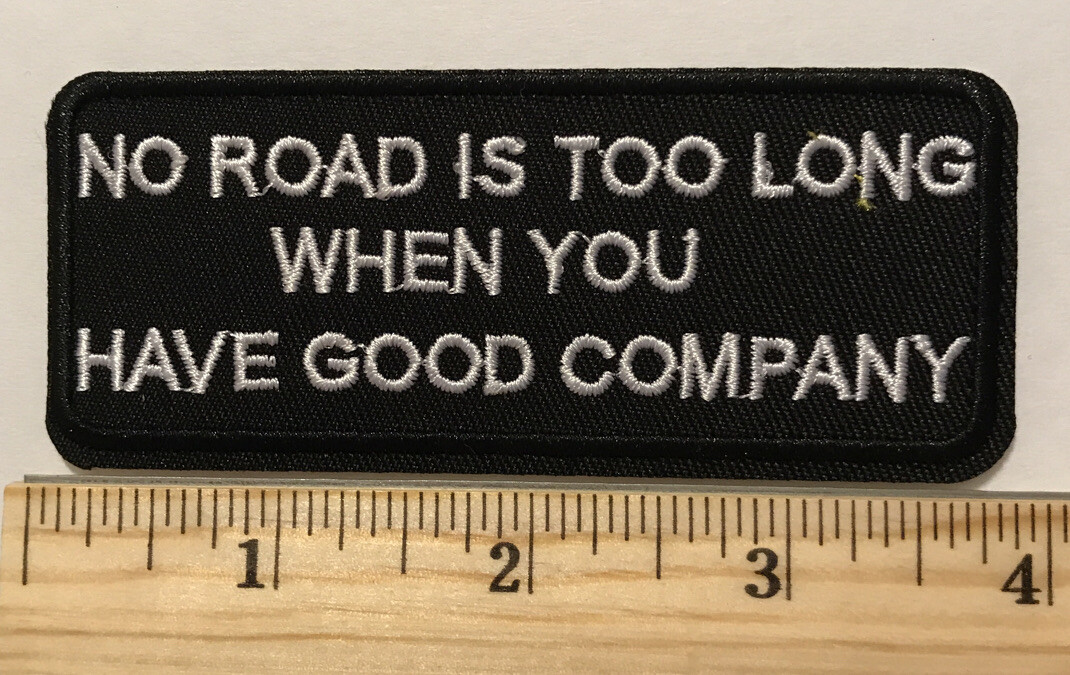 NO ROAD IS TOO LONG
WHEN YOU
HAVE GOOD COMPANY
1 2 3 4